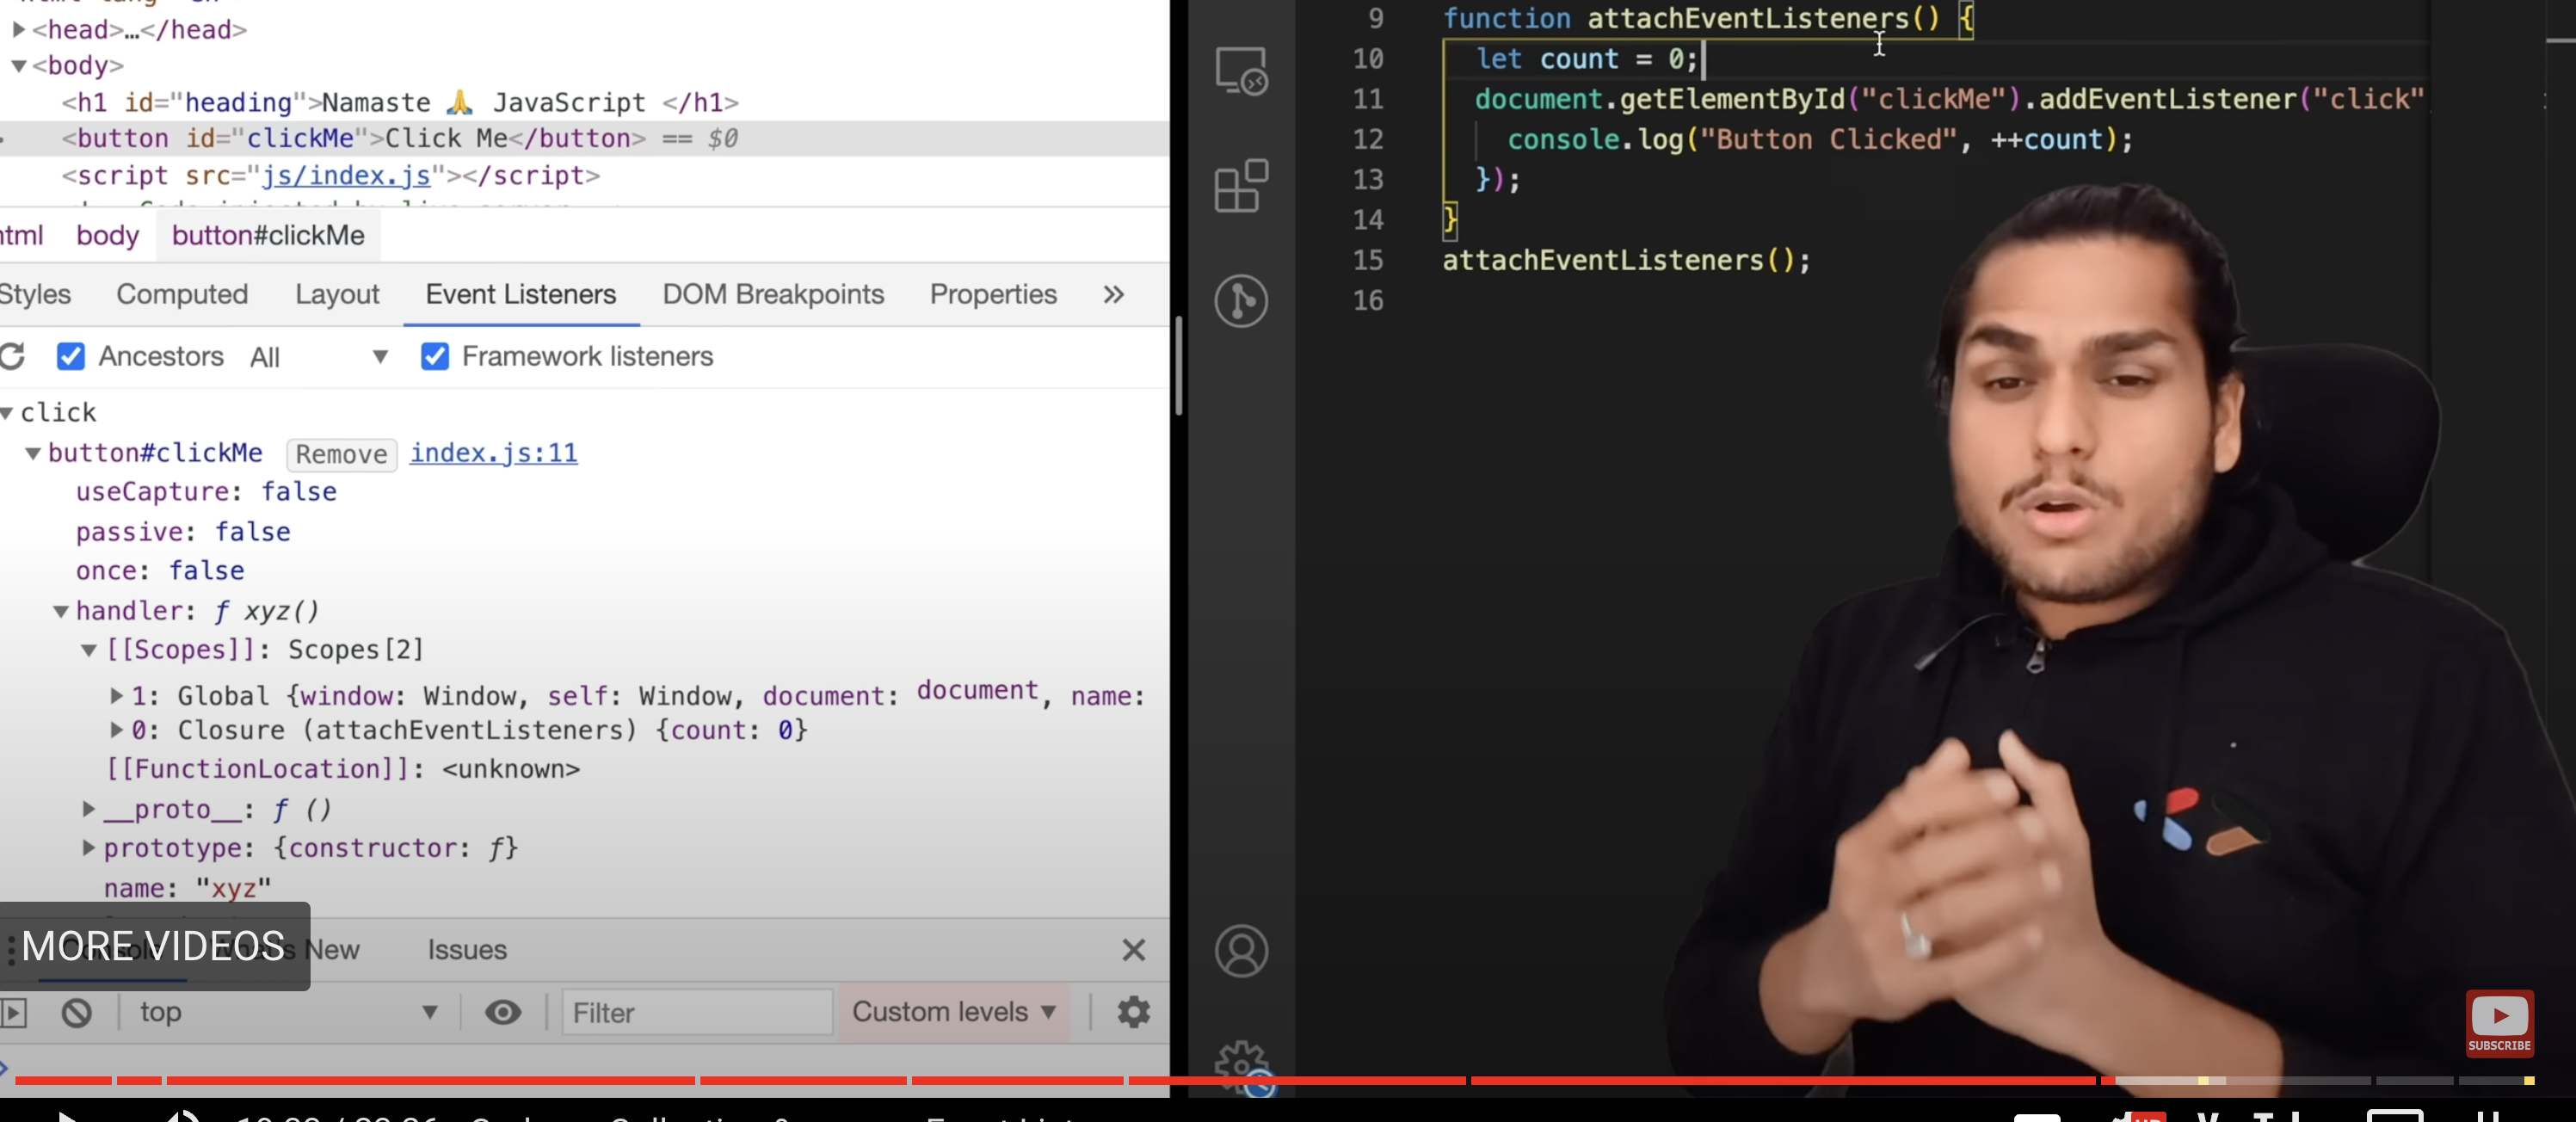 <head>…</head>
<body>
<h1 id="heading">Namaste 🙏 JavaScript </h1>
<button id="clickMe">Click Me</button> == $0
<script src="js/index.js"></script>
body button#clickMe
Styles Computed Layout Event Listeners DOM Breakpoints Properties »
Ancestors All Framework listeners
click
button#clickMe Remove index.js:11
useCapture: false
passive: false
once: false
handler: ƒ xyz()
[[Scopes]]: Scopes[2]
1: Global {window: Window, self: Window, document: document, name:
0: Closure (attachEventListeners) {count: 0}
[[FunctionLocation]]: <unknown>
__proto__: ƒ ()
prototype: {constructor: ƒ}
name: "xyz"
MORE VIDEOS
New Issues
top Filter Custom levels
9 function attachEventListeners() {
10 let count = 0;
11 document.getElementById("clickMe").addEventListener("click"
12 console.log("Button Clicked", ++count);
13 });
14 }
15 attachEventListeners();
16
SUBSCRIBE